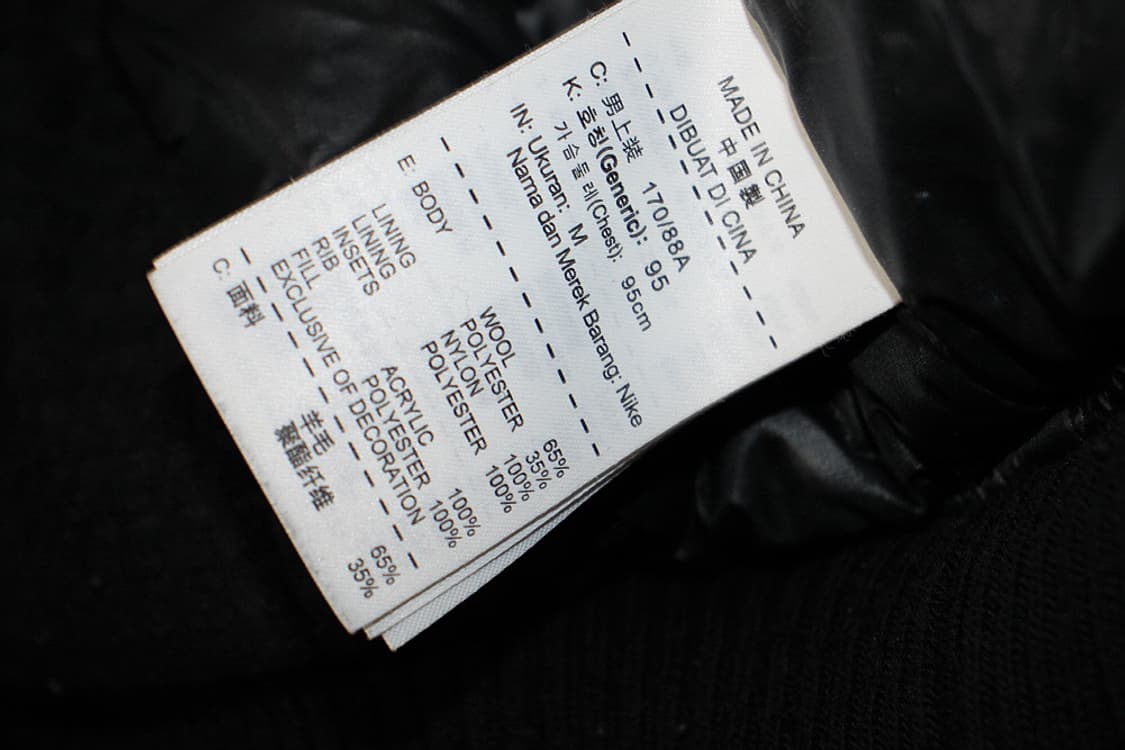 MADE IN CHINA
中國製
DIBUAT DI CINA
C: 男上装 170/88A
K: 호칭(Generic): 95
가슴둘레(Chest): 95cm
IN: Ukuran: M
Nama dan Merek Barang: Nike
E: BODY WOOL 65%
POLYESTER 35%
LINING NYLON 100%
LINING POLYESTER 100%
INSETS
RIB ACRYLIC 100%
FILL POLYESTER 100%
EXCLUSIVE OF DECORATION
C: 面料 羊毛 65%
聚酯纤维 35%